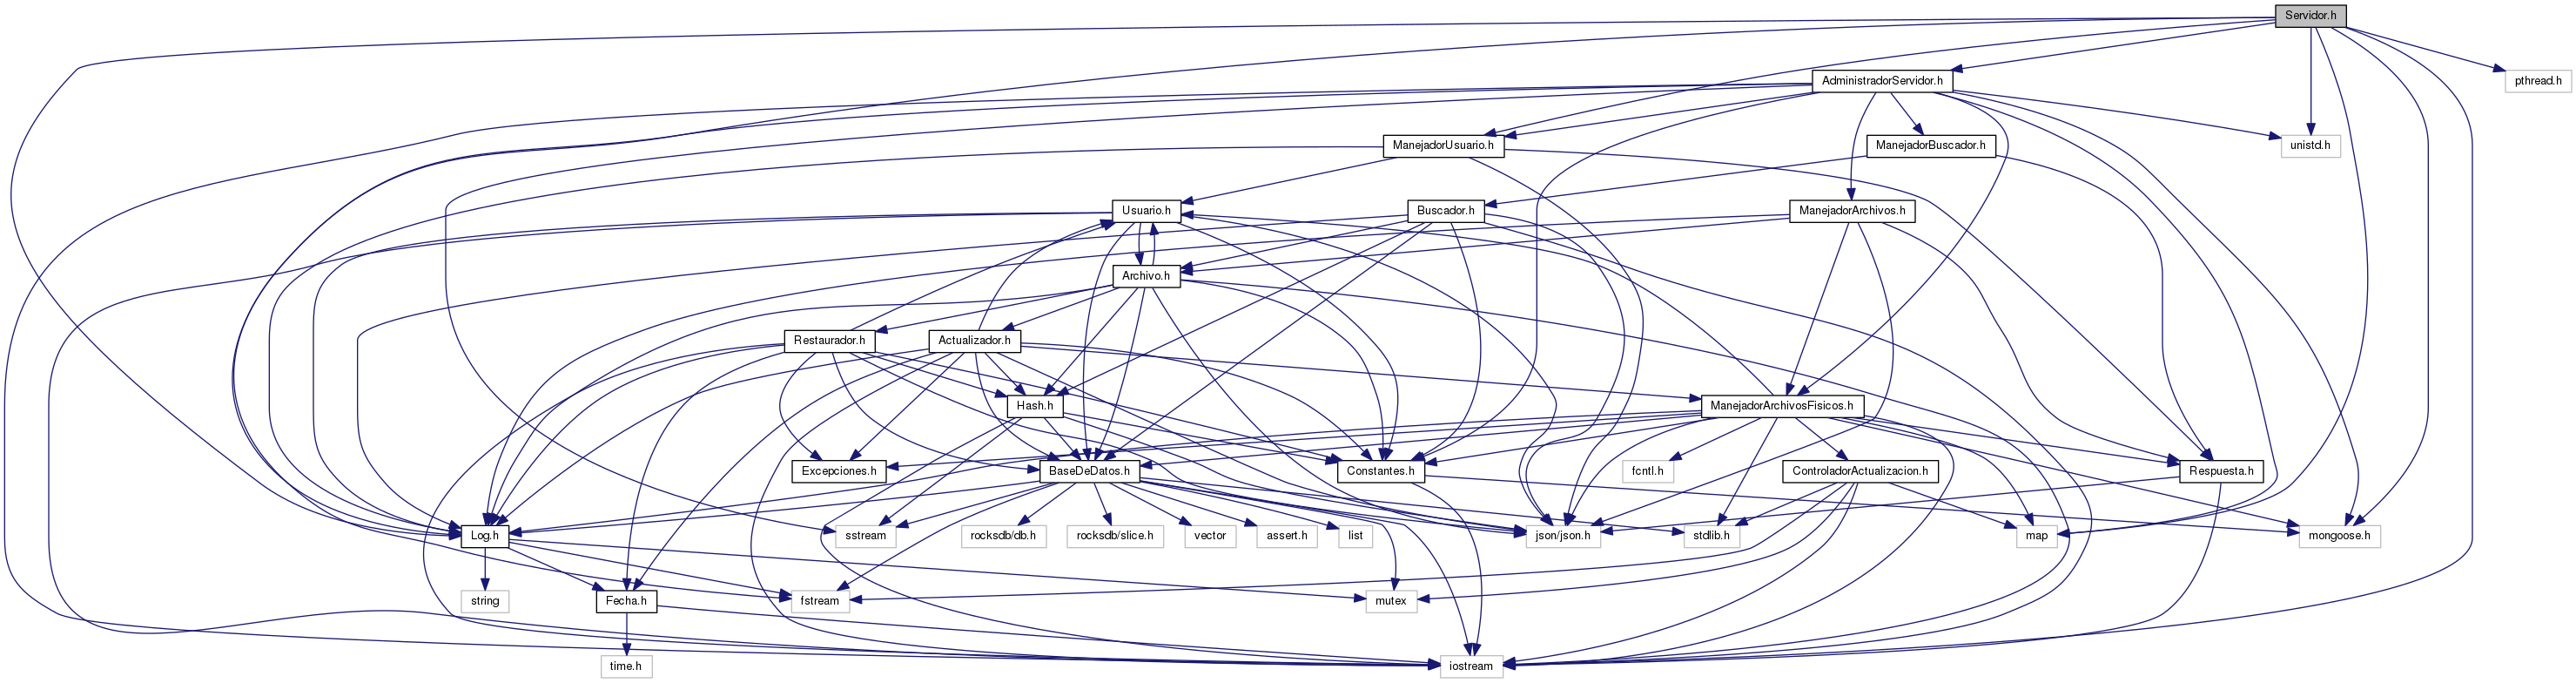 Servidor.h
AdministradorServidor.h
pthread.h
ManejadorUsuario.h
ManejadorBuscador.h
unistd.h
Usuario.h
Buscador.h
ManejadorArchivos.h
Archivo.h
Restaurador.h
Actualizador.h
Hash.h
ManejadorArchivosFisicos.h
Excepciones.h
BaseDeDatos.h
Constantes.h
fcntl.h
ControladorActualizacion.h
Respuesta.h
Log.h
sstream
rocksdb/db.h
rocksdb/slice.h
vector
assert.h
list
json/json.h
stdlib.h
map
mongoose.h
string
Fecha.h
fstream
mutex
time.h
iostream